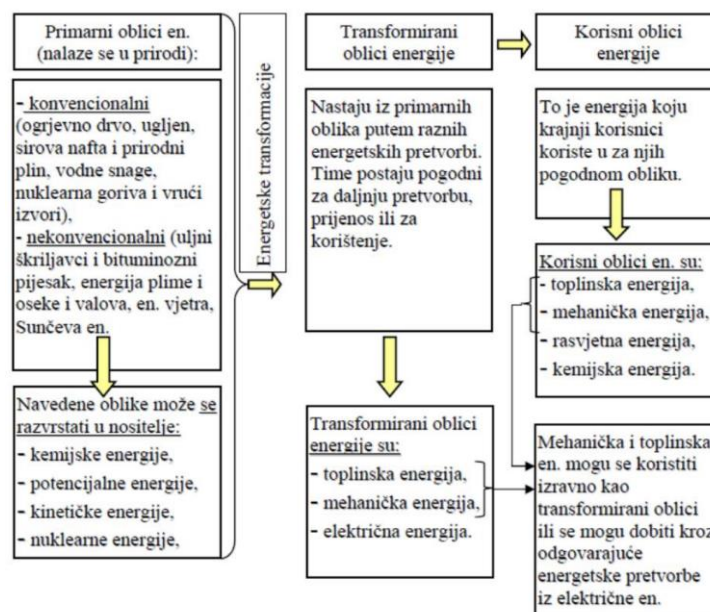 Primarni oblici en.
(nalaze se u prirodi):
- konvencionalni
(ogrjevno drvo, ugljen,
sirova nafta i prirodni
plin, vodne snage,
nuklearna goriva i vrući
izvori),
- nekonvencionalni (uljni
škriljavci i bituminozni
pijesak, energija plime i
oseke i valova, en. vjetra,
Sunčeva en.
Navedene oblike može se
razvrstati u nositelje:
- kemijske energije,
- potencijalne energije,
- kinetičke energije,
- nuklearne energije,
Energetske transformacije
Transformirani
oblici energije
Nastaju iz primarnih
oblika putem raznih
energetskih pretvorbi.
Time postaju pogodni
za daljnju pretvorbu,
prijenos ili za
korištenje.
Transformirani oblici
energije su:
- toplinska energija,
- mehanička energija,
- električna energija.
Korisni oblici
energije
To je energija koju
krajnji korisnici
koriste u za njih
pogodnom obliku.
Korisni oblici en. su:
- toplinska energija,
- mehanička energija,
- rasvjetna energija,
- kemijska energija.
Mehanička i toplinska
en. mogu se koristiti
izravno kao
transformirani oblici
ili se mogu dobiti kroz
odgovarajuće
energetske pretvorbe
iz električne en.